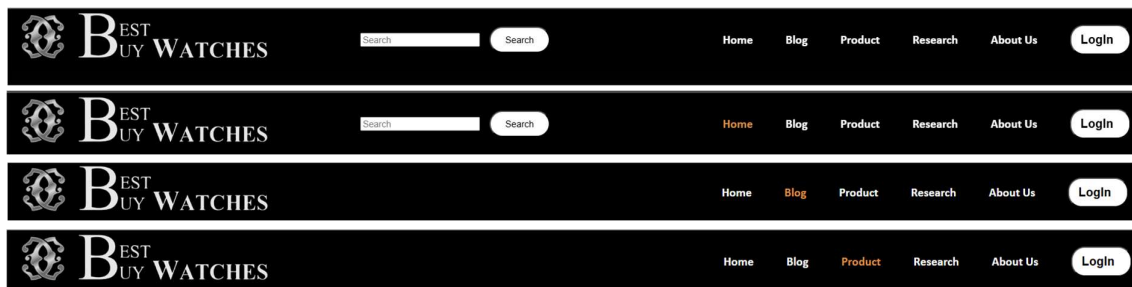 BEST
BUY WATCHES Search Search Home Blog Product Research About Us LogIn
BEST
BUY WATCHES Search Search Home Blog Product Research About Us LogIn
BEST
BUY WATCHES Home Blog Product Research About Us LogIn
BEST
BUY WATCHES Home Blog Product Research About Us LogIn